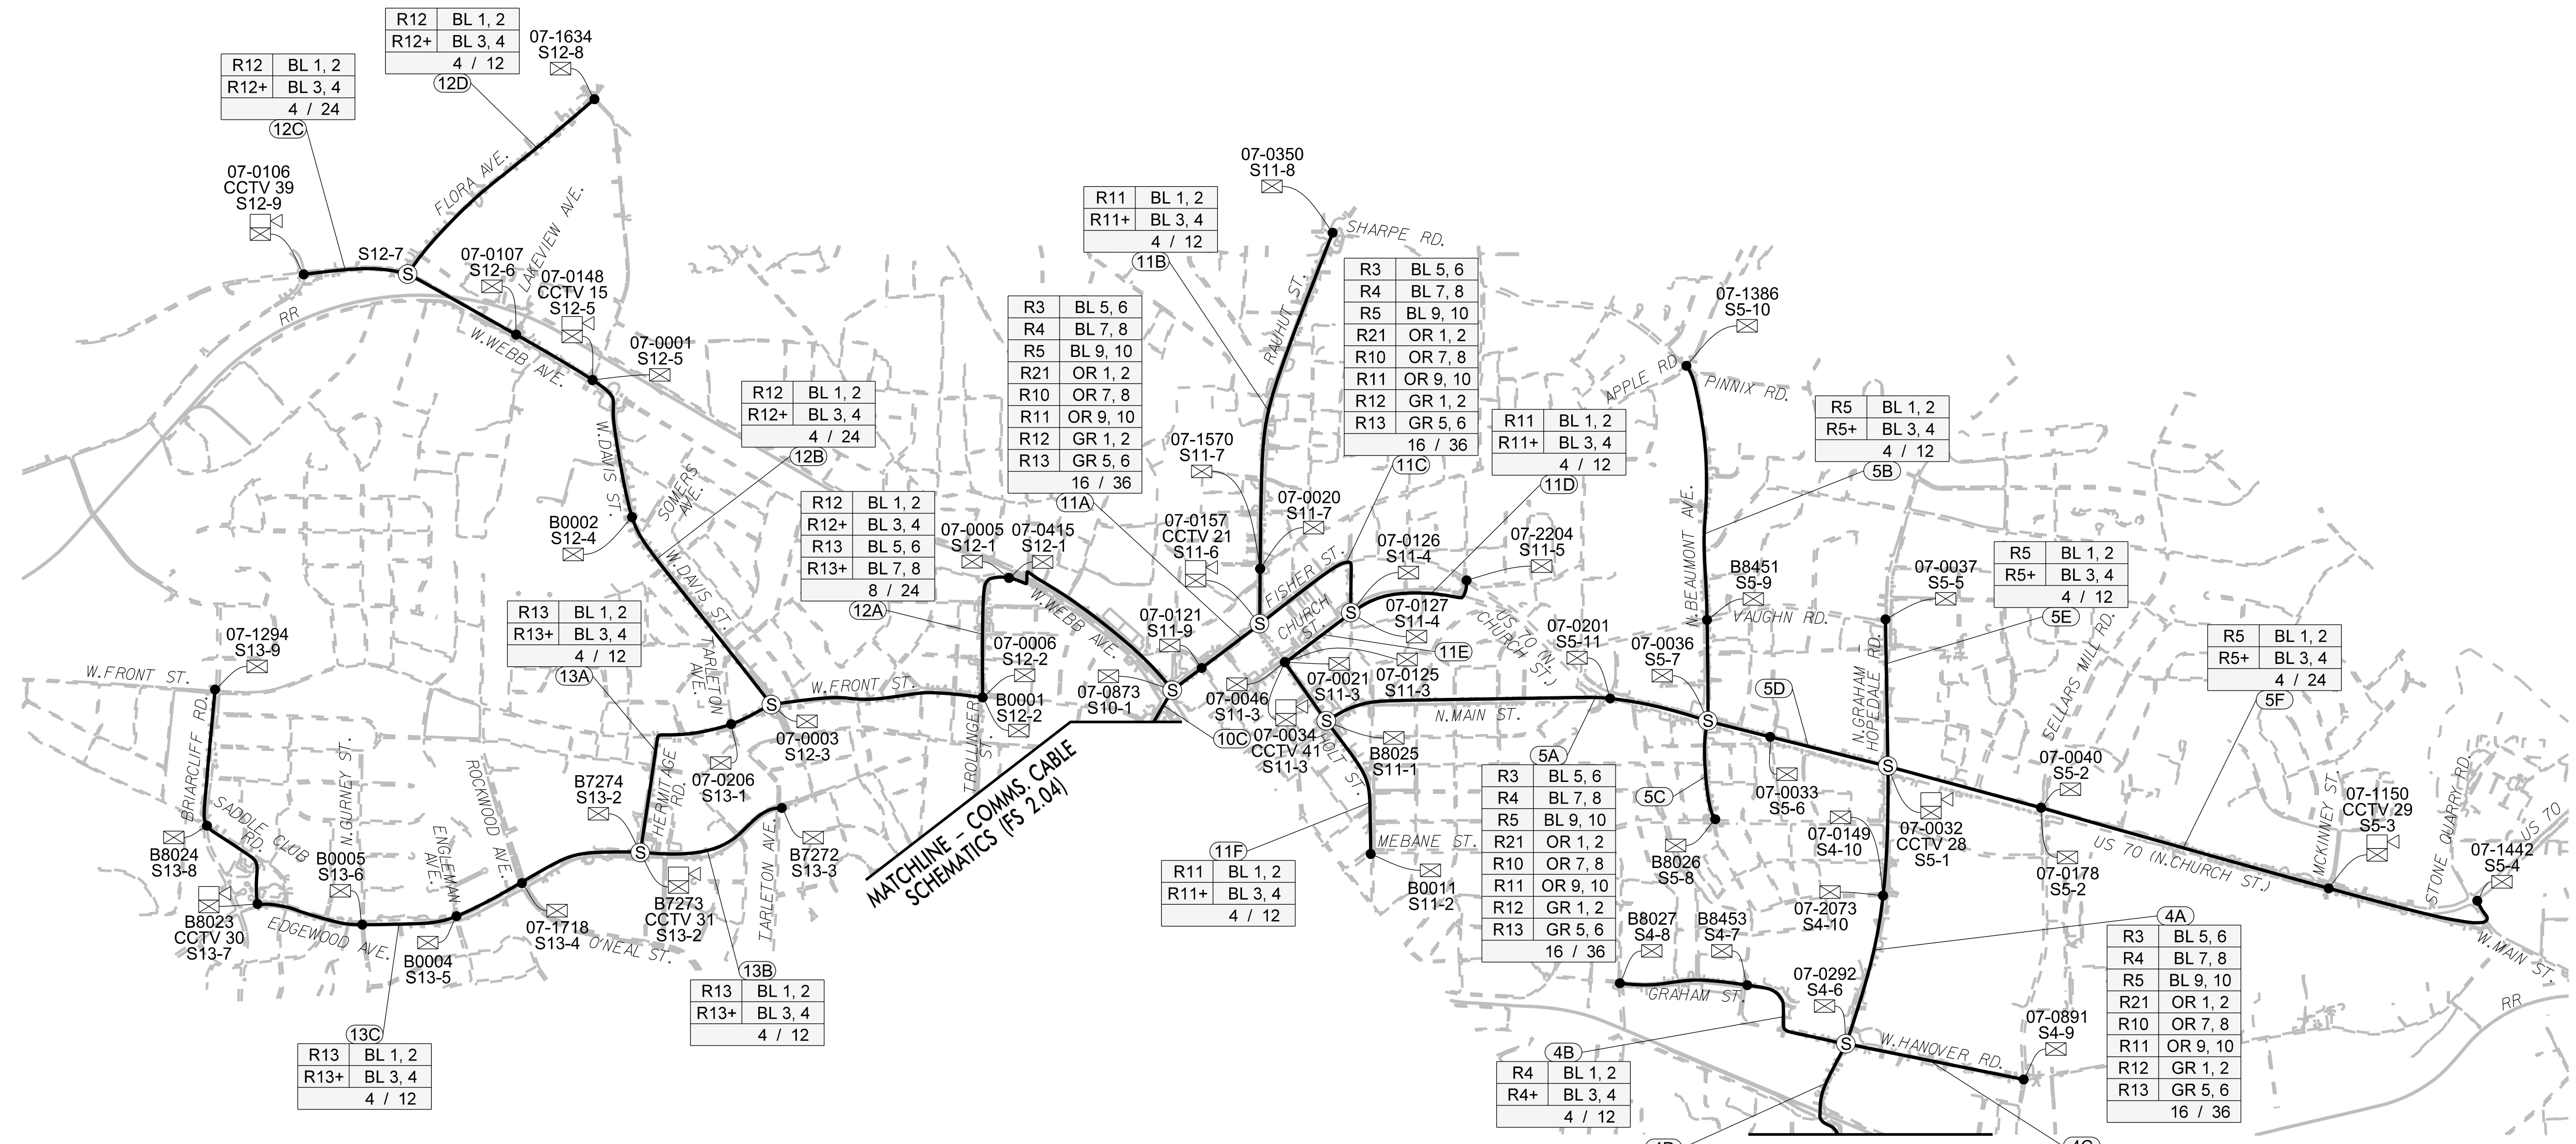 R12 BL 1, 2
R12+ BL 3, 4
4 / 12
12D
07-1634
S12-8
R12 BL 1, 2
R12+ BL 3, 4
4 / 24
12C
07-0106
CCTV 39
S12-9
FLORA AVE.
S12-7
S
07-0107
S12-6
LAKEVIEW AVE.
07-0148
CCTV 15
S12-5
07-0001
S12-5
RR
W.WEBB AVE.
W.DAVIS ST.
SOMERS
AVE.
B0002
S12-4
R12 BL 1, 2
R12+ BL 3, 4
4 / 24
12B
W.DAVIS ST.
R12 BL 1, 2
R12+ BL 3, 4
R13 BL 5, 6
R13+ BL 7, 8
8 / 24
12A
07-0005
S12-1
07-0415
S12-1
W.WEBB AVE.
R13 BL 1, 2
R13+ BL 3, 4
4 / 12
13A
TARLETON
AVE.
W.FRONT ST.
S
07-0003
S12-3
07-0206
S13-1
07-0006
S12-2
B0001
S12-2
TROLINGER
ST.
07-1294
S13-9
W.FRONT ST.
BRIARCLIFF RD.
SADDLE CLUB
RD.
N.GURNEY ST.
B8024
S13-8
B8023
CCTV 30
S13-7
B0005
S13-6
EDGEWOOD AVE.
ENGLEMAN
AVE.
ROCKWOOD AVE.
B0004
S13-5
07-1718
S13-4
O'NEAL ST.
B7274
S13-2
HERMITAGE
RD.
S
B7273
CCTV 31
S13-2
TARLETON AVE.
B7272
S13-3
13B
R13 BL 1, 2
R13+ BL 3, 4
4 / 12
13C
R13 BL 1, 2
R13+ BL 3, 4
4 / 12
MATCHLINE - COMMS. CABLE
SCHEMATICS (FS 2.04)
R3 BL 5, 6
R4 BL 7, 8
R5 BL 9, 10
R21 OR 1, 2
R10 OR 7, 8
R11 OR 9, 10
R12 GR 1, 2
R13 GR 5, 6
16 / 36
11A
R11 BL 1, 2
R11+ BL 3, 4
4 / 12
11B
07-0350
S11-8
SHARPE RD.
RAUHUT ST.
07-1570
S11-7
07-0020
S11-7
07-0157
CCTV 21
S11-6
S
FISHER ST.
CHURCH
ST.
R3 BL 5, 6
R4 BL 7, 8
R5 BL 9, 10
R21 OR 1, 2
R10 OR 7, 8
R11 OR 9, 10
R12 GR 1, 2
R13 GR 5, 6
16 / 36
11C
R11 BL 1, 2
R11+ BL 3, 4
4 / 12
11D
07-0126
S11-4
07-2204
S11-5
S
07-0127
S11-4
US 70 (N.
CHURCH ST.)
07-0121
S11-9
S
07-0873
S10-1
10C
07-0046
S11-3
07-0034
CCTV 41
S11-3
07-0021
S11-3
07-0125
S11-3
11E
S
HOLT ST.
B8025
S11-1
N.MAIN ST.
MEBANE ST.
B0011
S11-2
11F
R11 BL 1, 2
R11+ BL 3, 4
4 / 12
07-0201
S5-11
5A
R3 BL 5, 6
R4 BL 7, 8
R5 BL 9, 10
R21 OR 1, 2
R10 OR 7, 8
R11 OR 9, 10
R12 GR 1, 2
R13 GR 5, 6
16 / 36
07-1386
S5-10
APPLE RD.
PINNIX RD.
R5 BL 1, 2
R5+ BL 3, 4
4 / 12
5B
N.BEAUMONT AVE.
B8451
S5-9
VAUGHN RD.
07-0036
S5-7
S
5C
B8026
S5-8
5D
07-0033
S5-6
07-0037
S5-5
N.GRAHAM -
HOPEDALE RD.
R5 BL 1, 2
R5+ BL 3, 4
4 / 12
5E
SELLARS MILL RD.
S
07-0032
CCTV 28
S5-1
07-0040
S5-2
07-0178
S5-2
R5 BL 1, 2
R5+ BL 3, 4
4 / 24
5F
US 70 (N.CHURCH ST.)
MCKINNEY ST.
07-1150
CCTV 29
S5-3
STONE QUARRY RD.
US 70
07-1442
S5-4
W.MAIN ST.
RR
07-0149
S4-10
07-2073
S4-10
4A
R3 BL 5, 6
R4 BL 7, 8
R5 BL 9, 10
R21 OR 1, 2
R10 OR 7, 8
R11 OR 9, 10
R12 GR 1, 2
R13 GR 5, 6
16 / 36
B8027
S4-8
B8453
S4-7
GRAHAM ST.
07-0292
S4-6
S
W.HANOVER RD.
07-0891
S4-9
4B
R4 BL 1, 2
R4+ BL 3, 4
4 / 12